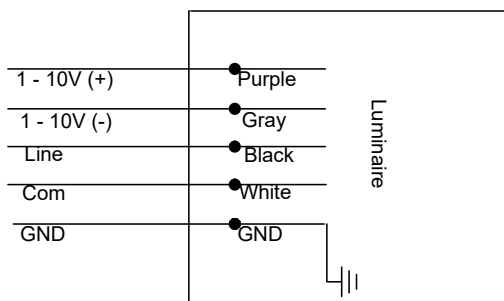 1 - 10V (+) Purple
1 - 10V (-) Gray
Line Black
Com White
GND GND
Luminaire